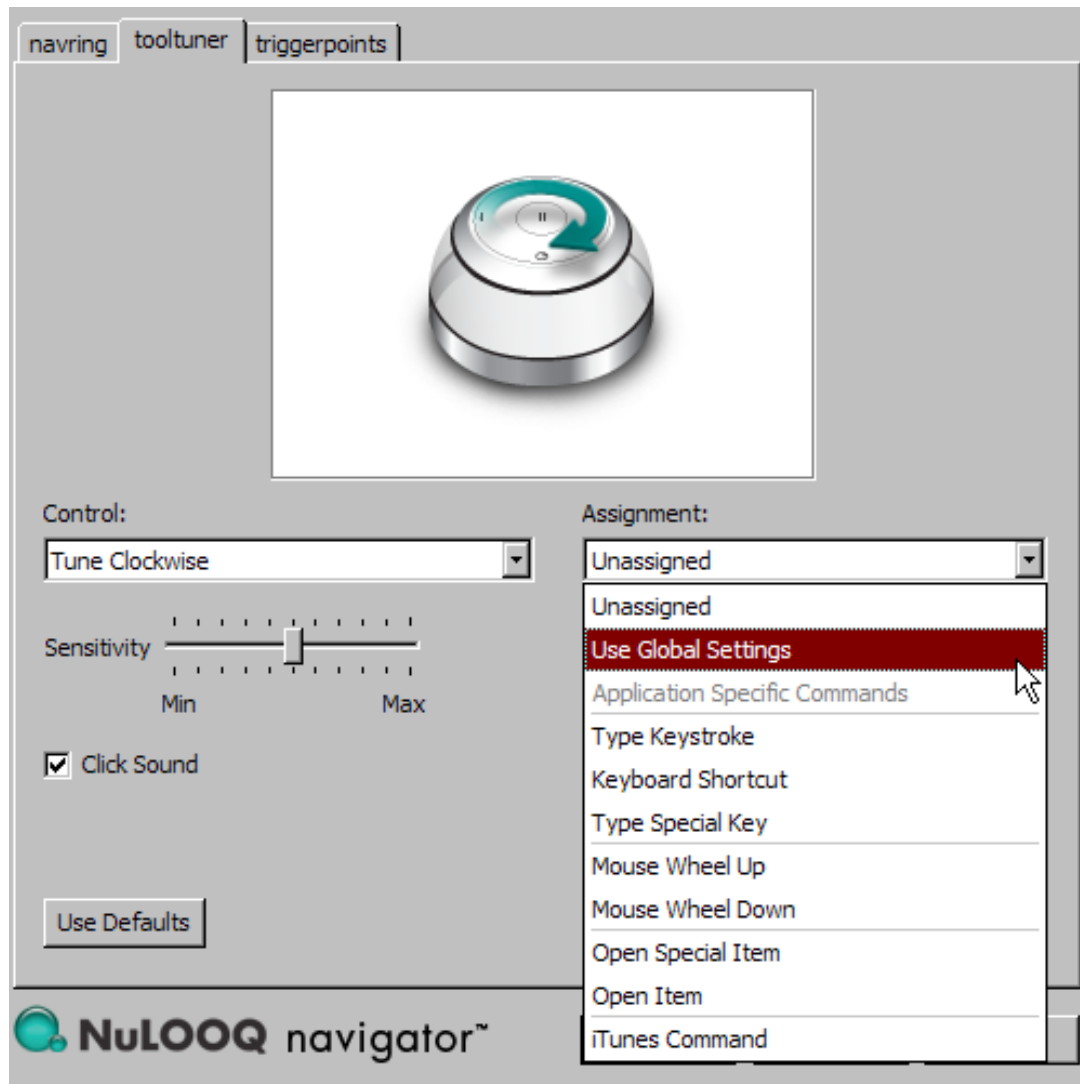 navring tooltuner triggerpoints
Control: Assignment:
Tune Clockwise Unassigned
Unassigned
Sensitivity Use Global Settings
Min Max Application Specific Commands
Type Keystroke
Click Sound Keyboard Shortcut
Type Special Key
Mouse Wheel Up
Use Defaults Mouse Wheel Down
Open Special Item
Open Item
NuLOOQ navigator™ iTunes Command